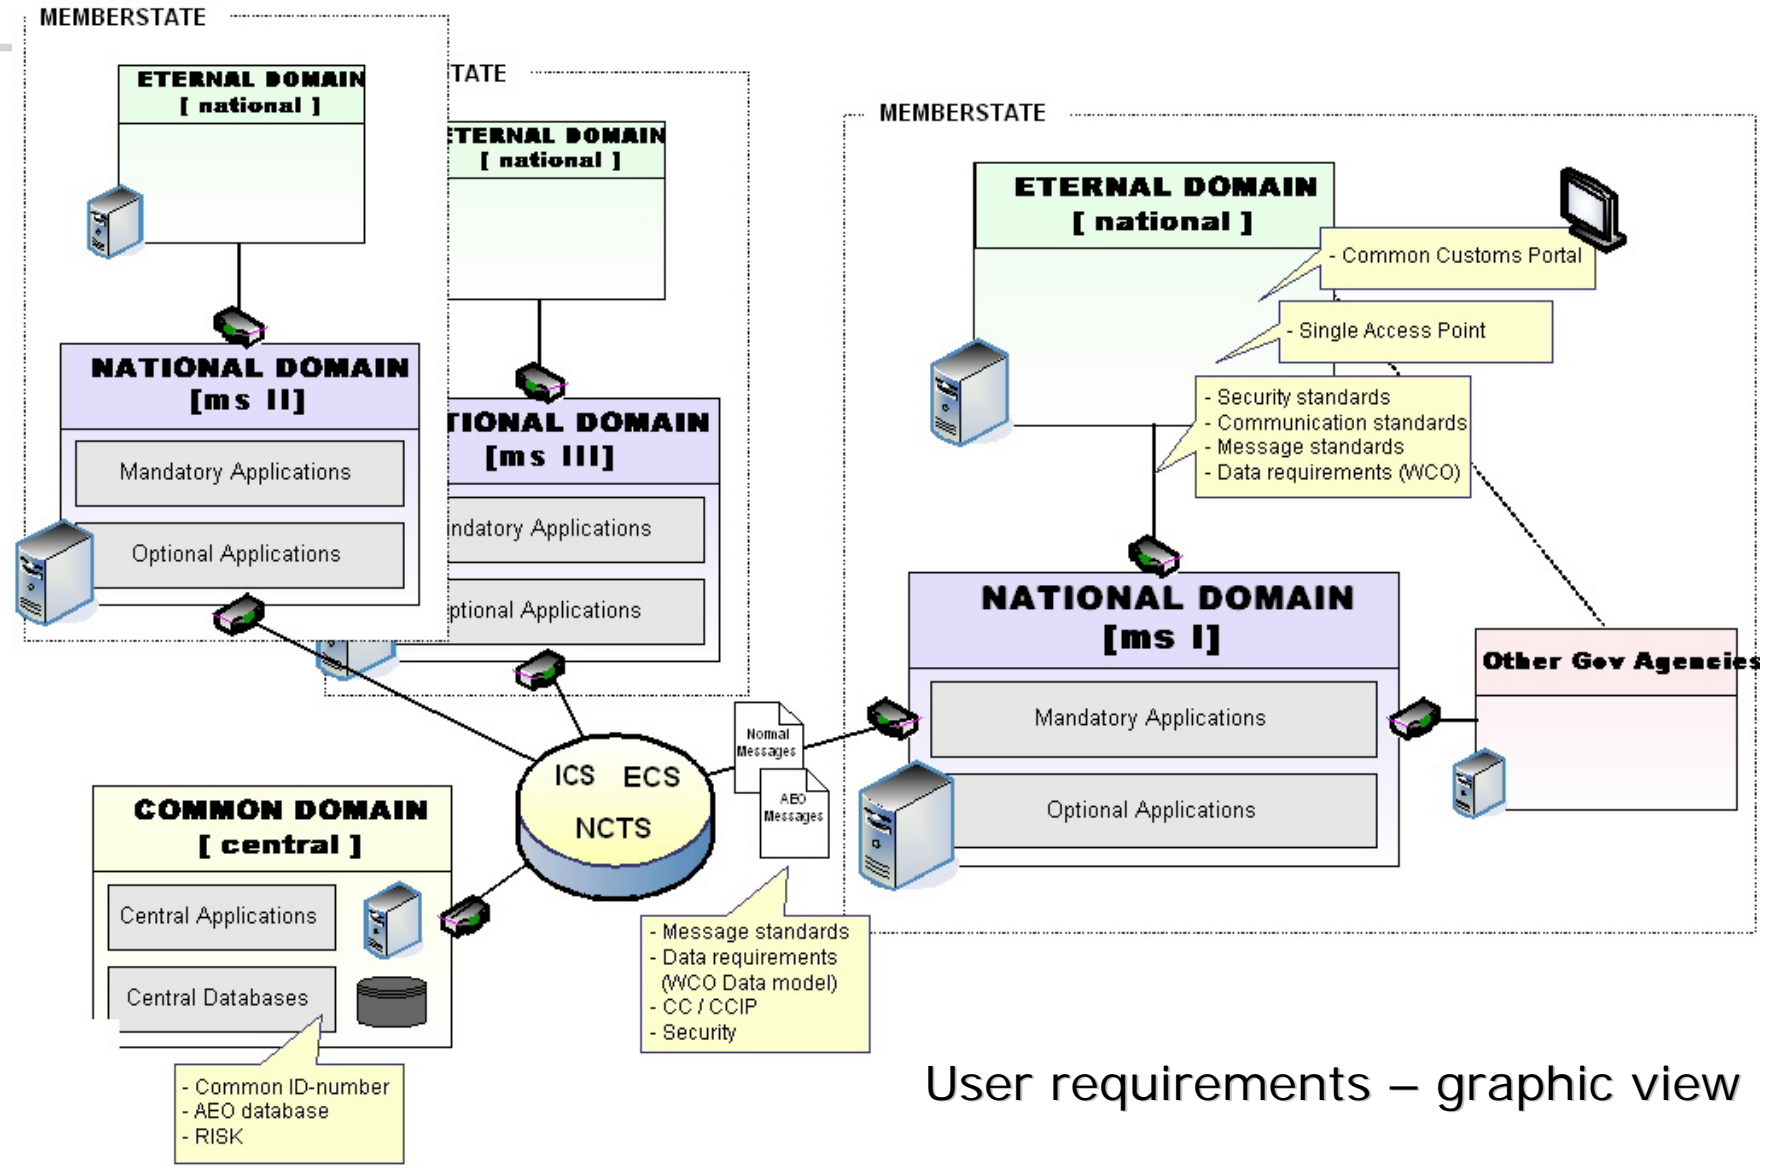 MEMBERSTATE
ETERNAL DOMAIN
[ national ]
NATIONAL DOMAIN
[ms II]
Mandatory Applications
Optional Applications
TATE
TERNAL DOMAIN
[ national ]
TIONAL DOMAIN
[ms III]
ndatory Applications
ptional Applications
MEMBERSTATE
ETERNAL DOMAIN
[ national ]
- Common Customs Portal
- Single Access Point
- Security standards
- Communication standards
- Message standards
- Data requirements (WCO)
NATIONAL DOMAIN
[ms I]
Mandatory Applications
Optional Applications
Other Gov Agencies
Normal
Messages
AEO
Messages
ICS ECS
NCTS
COMMON DOMAIN
[ central ]
Central Applications
Central Databases
- Message standards
- Data requirements
(WCO Data model)
- CC / CCIP
- Security
- Common ID-number
- AEO database
- RISK
User requirements – graphic view